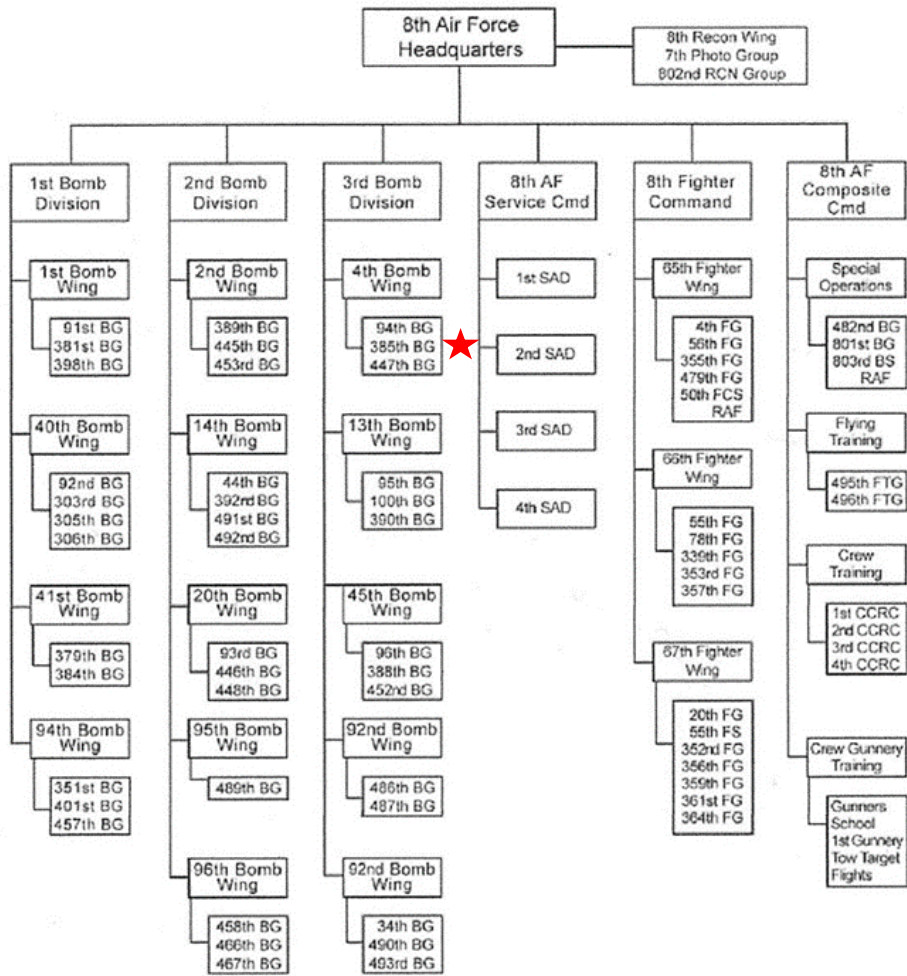 8th Air Force
Headquarters
8th Recon Wing
7th Photo Group
802nd RCN Group
1st Bomb
Division
1st Bomb
Wing
91st BG
381st BG
398th BG
40th Bomb
Wing
92nd BG
303rd BG
305th BG
306th BG
41st Bomb
Wing
379th BG
384th BG
94th Bomb
Wing
351st BG
401st BG
457th BG
2nd Bomb
Division
2nd Bomb
Wing
389th BG
445th BG
453rd BG
14th Bomb
Wing
44th BG
392nd BG
491st BG
492nd BG
20th Bomb
Wing
93rd BG
446th BG
448th BG
95th Bomb
Wing
489th BG
96th Bomb
Wing
458th BG
466th BG
467th BG
3rd Bomb
Division
4th Bomb
Wing
94th BG
385th BG
447th BG
13th Bomb
Wing
95th BG
100th BG
390th BG
45th Bomb
Wing
96th BG
388th BG
452nd BG
92nd Bomb
Wing
486th BG
487th BG
92nd Bomb
Wing
34th BG
490th BG
493rd BG
8th AF
Service Cmd
1st SAD
2nd SAD
3rd SAD
4th SAD
8th Fighter
Command
65th Fighter
Wing
4th FG
56th FG
355th FG
479th FG
50th FCS
RAF
66th Fighter
Wing
55th FG
78th FG
339th FG
353rd FG
357th FG
67th Fighter
Wing
20th FG
55th FS
352nd FG
356th FG
359th FG
361st FG
364th FG
8th AF
Composite
Cmd
Special
Operations
482nd BG
801st BG
803rd BS
RAF
Flying
Training
495th FTG
496th FTG
Crew
Training
1st CCRC
2nd CCRC
3rd CCRC
4th CCRC
Crew Gunnery
Training
Gunners
School
1st Gunnery
Tow Target
Flights